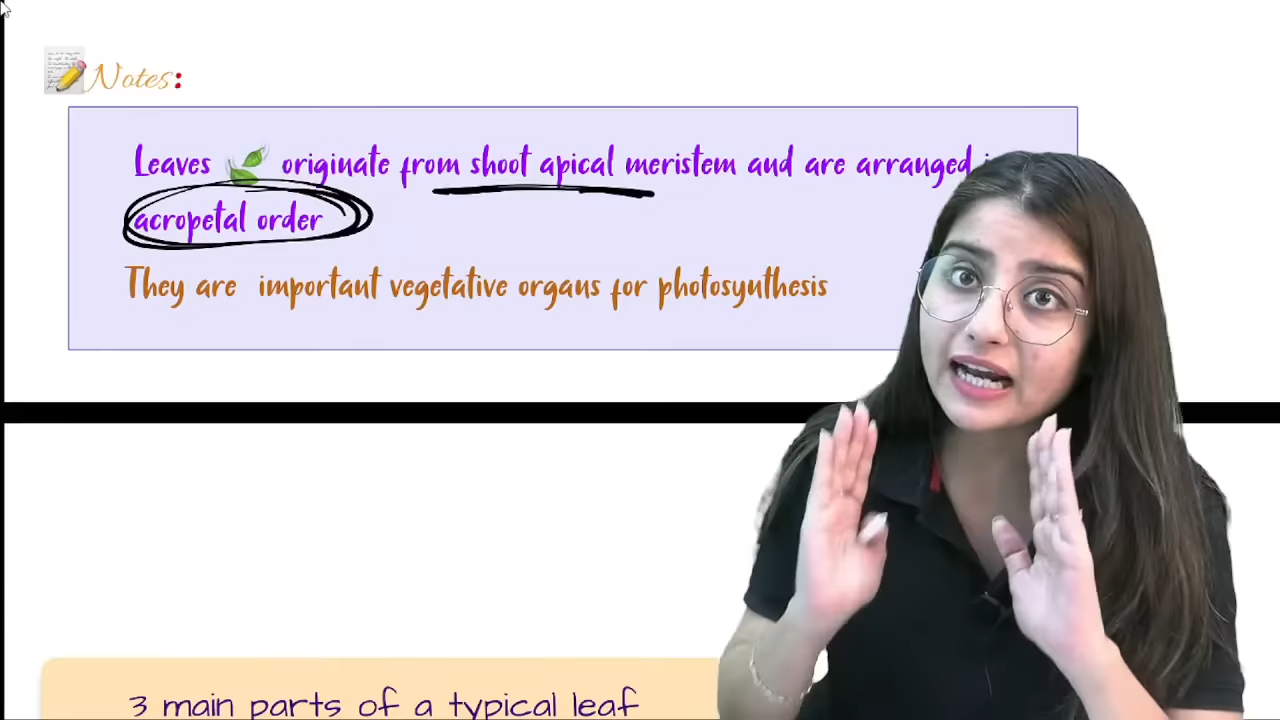 Notes:
Leaves originate from shoot apical meristem and are arranged
acropetal order
They are important vegetative organs for photosynthesis
3 main parts of a typical leaf